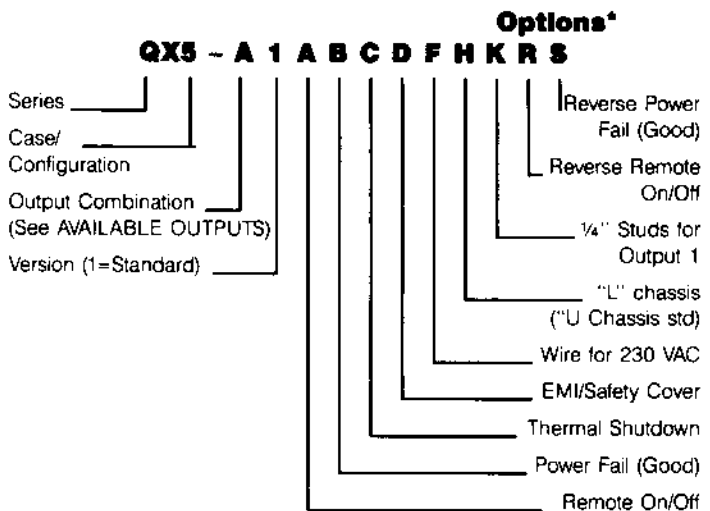 Options*
QX5 - A 1 A B C D F H K R S
Series
Case/
Configuration
Output Combination
(See AVAILABLE OUTPUTS)
Version (1=Standard)
Reverse Power
Fail (Good)
Reverse Remote
On/Off
1/4" Studs for
Output 1
"L" chassis
("U Chassis std)
Wire for 230 VAC
EMI/Safety Cover
Thermal Shutdown
Power Fail (Good)
Remote On/Off